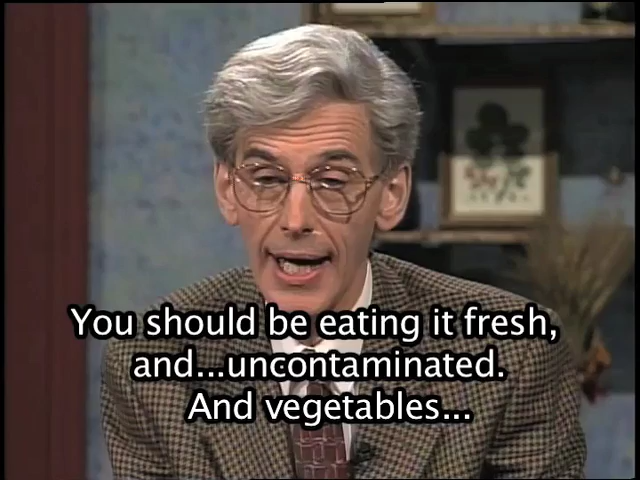 You should be eating it fresh,
and...uncontaminated.
And vegetables...